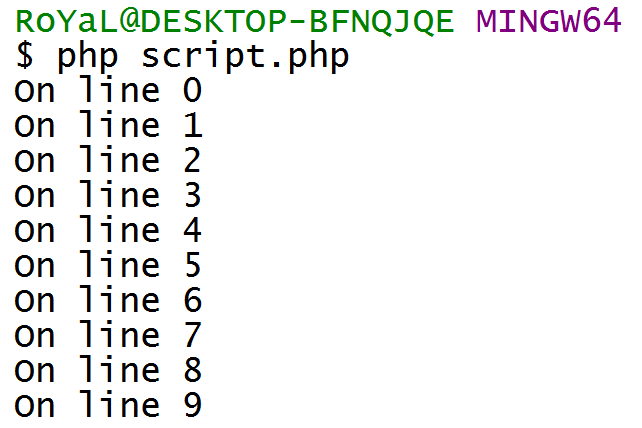 RoYaL@DESKTOP-BFNQJQE MINGW64
$ php script.php
On line 0
On line 1
On line 2
On line 3
On line 4
On line 5
On line 6
On line 7
On line 8
On line 9